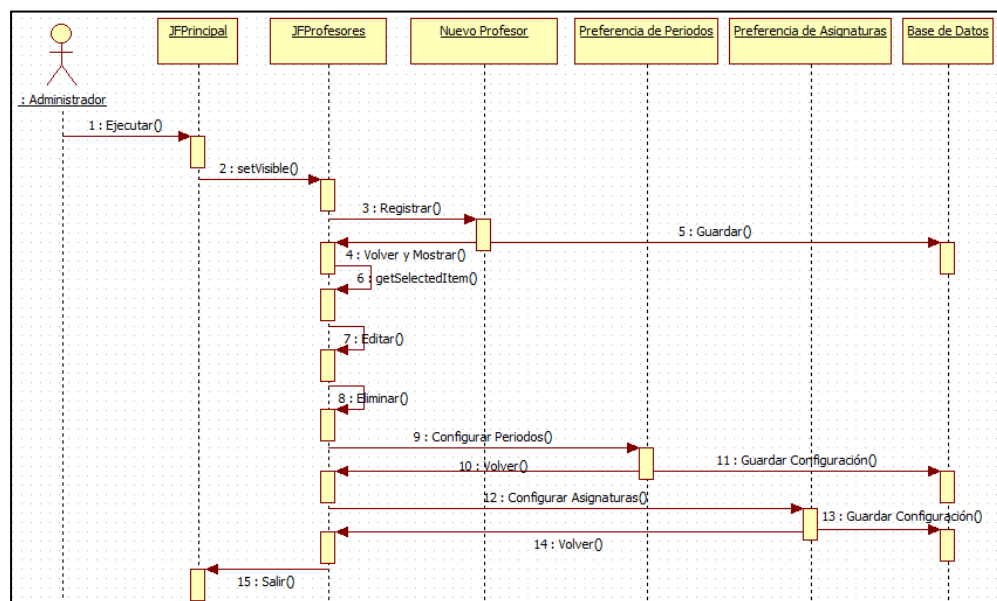 JFPrincipal
JFProfesores
Nuevo Profesor
Preferencia de Periodos
Preferencia de Asignaturas
Base de Datos
: Administrador
1 : Ejecutar()
2 : setVisible()
3 : Registrar()
5 : Guardar()
4 : Volver y Mostrar()
6 : getSelectedItem()
7 : Editar()
8 : Eliminar()
9 : Configurar Periodos()
10 : Volver()
11 : Guardar Configuración()
12 : Configurar Asignaturas()
13 : Guardar Configuración()
14 : Volver()
15 : Salir()